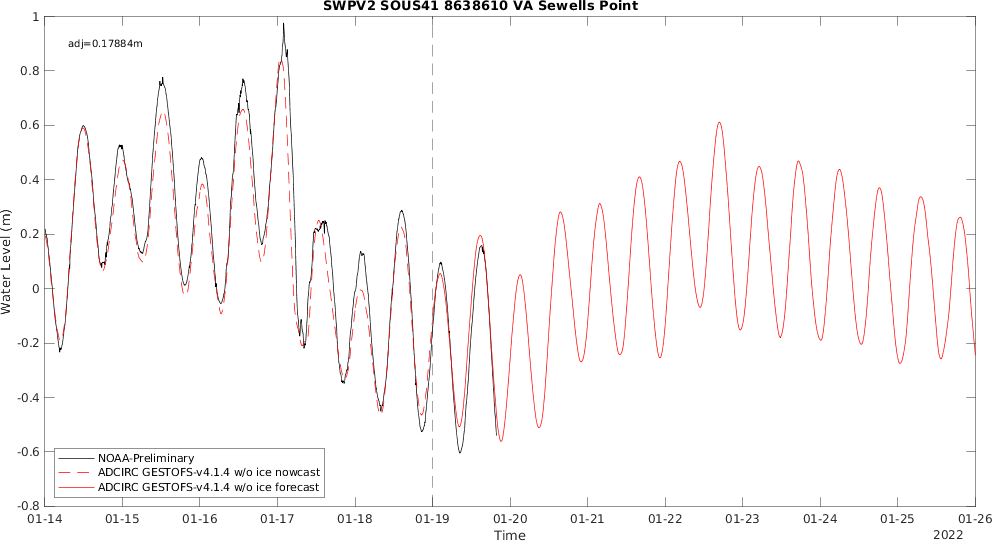 SWPV2 SOUS41 8638610 VA Sewells Point
adj=0.17884m
1
0.8
0.6
0.4
0.2
0
-0.2
-0.4
-0.6
-0.8
Water Level (m)
NOAA-Preliminary
ADCIRC GESTOFS-v4.1.4 w/o ice nowcast
ADCIRC GESTOFS-v4.1.4 w/o ice forecast
01-14 01-15 01-16 01-17 01-18 01-19 01-20 01-21 01-22 01-23 01-24 01-25 01-26
Time
2022